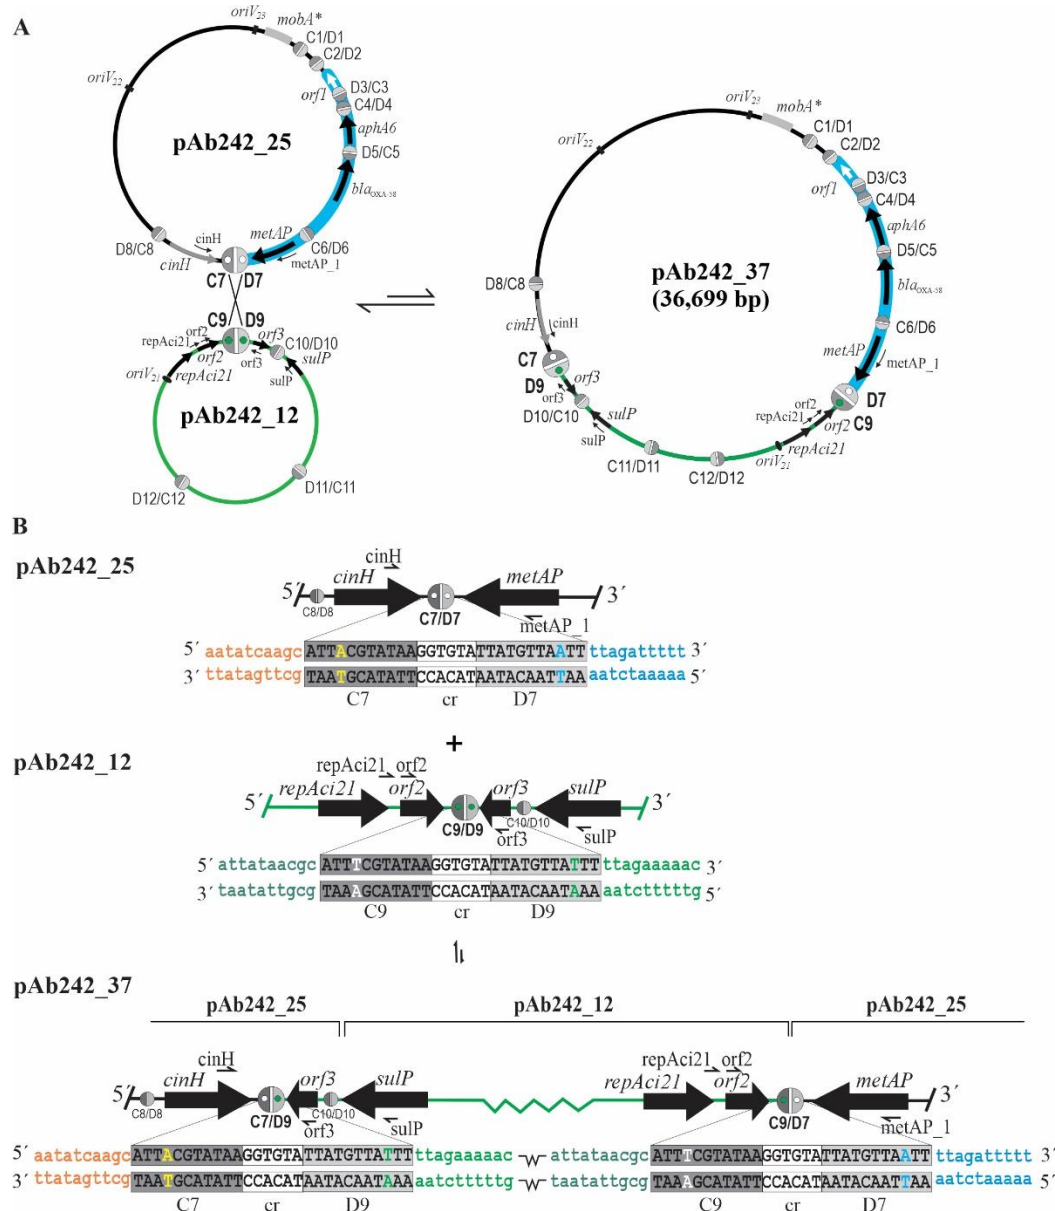 A
oriV23
mobA*
C1/D1
C2/D2
oriV22
D3/C3
orf1
C4/D4
aphA6
pAb242_25
D5/C5
blaOXA-58
metAP
C6/D6
D8/C8
cinH
cinH
metAP_1
C7 D7
C9 D9
orf2
orf3
repAci21
C10/D10
orf2
orf3
sulP
oriV21
repAci21
sulP
pAb242_12
D12/C12
D11/C11
oriV23
mobA*
C1/D1
C2/D2
oriV22
D3/C3
orf1
C4/D4
aphA6
D5/C5
pAb242_37
(36,699 bp)
blaOXA-58
D8/C8
cinH
cinH
C6/D6
metAP
metAP_1
C7
D9
orf3
orf3
D10/C10
sulP
sulP
D7
C9
orf2
repAci21
orf2
repAci21
oriV21
C11/D11
C12/D12
B
pAb242_25
cinH
5´ cinH metAP 3´
C8/D8
C7/D7
metAP_1
5´ aatatcaagc ATTACGTATAAGGTGTATTATGTTAATT ttagattttt 3´
3´ ttatagttcg TAATGCATATTCCACATAATACAATTAA aatctaaaaa 5´
C7 cr D7
+
pAb242_12
repAci21 orf2
5´ repAci21 orf2 orf3 sulP 3´
C9/D9
C10/D10
orf3
sulP
5´ attataacgc ATTTCGTATAAGGTGTATTATGTTATTT ttagaaaaac 3´
3´ taatattgcg TAAAGCATATTCCACATAATACAATAAA aatctttttg 5´
C9 cr D9
pAb242_37
pAb242_25 pAb242_12 pAb242_25
cinH repAci21 orf2
5´ cinH orf3 sulP repAci21 orf2 metAP 3´
C8/D8
C7/D9
C10/D10
orf3
sulP
C9/D7
metAP_1
5´ aatatcaagc ATTACGTATAAGGTGTATTATGTTATTT ttagaaaaac attataacgc ATTTCGTATAAGGTGTATTATGTTAATT ttagattttt 3´
3´ ttatagttcg TAATGCATATTCCACATAATACAATAAA aatctttttg taatattgcg TAAAGCATATTCCACATAATACAATTAA aatctaaaaa 5´
C7 cr D9 C9 cr D7